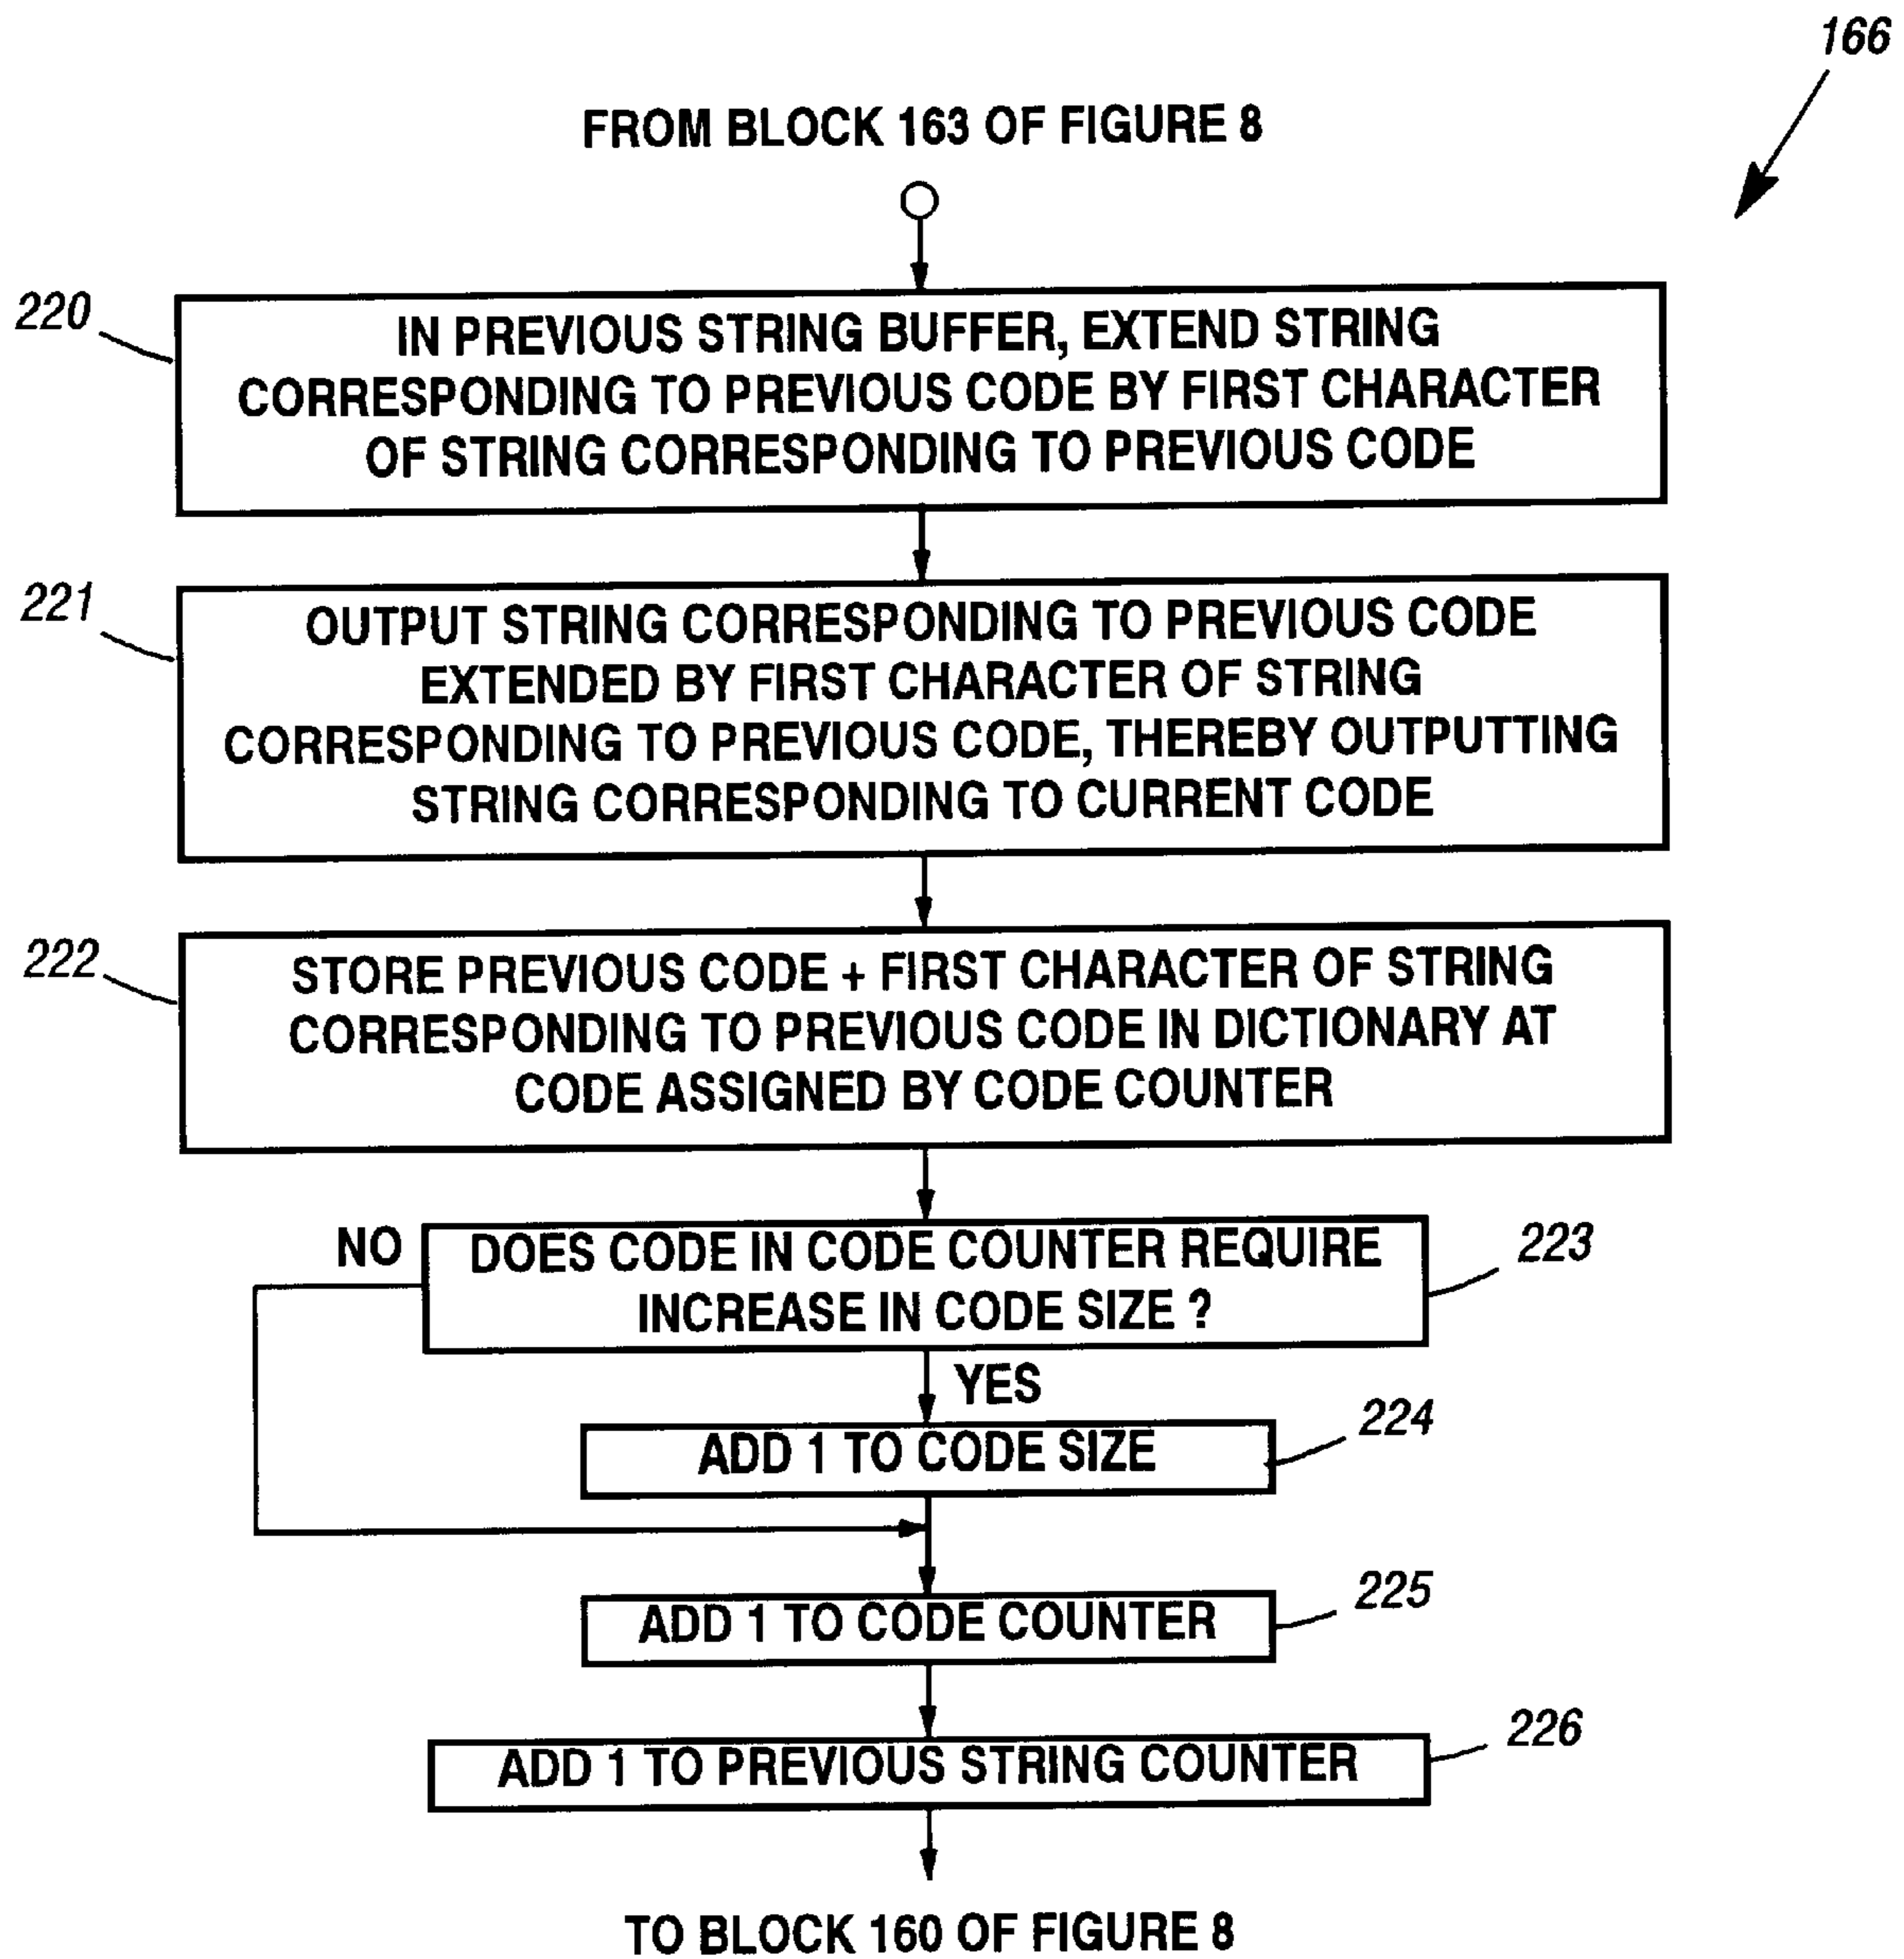 166
FROM BLOCK 163 OF FIGURE 8
220
IN PREVIOUS STRING BUFFER, EXTEND STRING
CORRESPONDING TO PREVIOUS CODE BY FIRST CHARACTER
OF STRING CORRESPONDING TO PREVIOUS CODE
221
OUTPUT STRING CORRESPONDING TO PREVIOUS CODE
EXTENDED BY FIRST CHARACTER OF STRING
CORRESPONDING TO PREVIOUS CODE, THEREBY OUTPUTTING
STRING CORRESPONDING TO CURRENT CODE
222
STORE PREVIOUS CODE + FIRST CHARACTER OF STRING
CORRESPONDING TO PREVIOUS CODE IN DICTIONARY AT
CODE ASSIGNED BY CODE COUNTER
NO
DOES CODE IN CODE COUNTER REQUIRE
INCREASE IN CODE SIZE ?
223
YES
ADD 1 TO CODE SIZE
224
ADD 1 TO CODE COUNTER
225
ADD 1 TO PREVIOUS STRING COUNTER
226
TO BLOCK 160 OF FIGURE 8